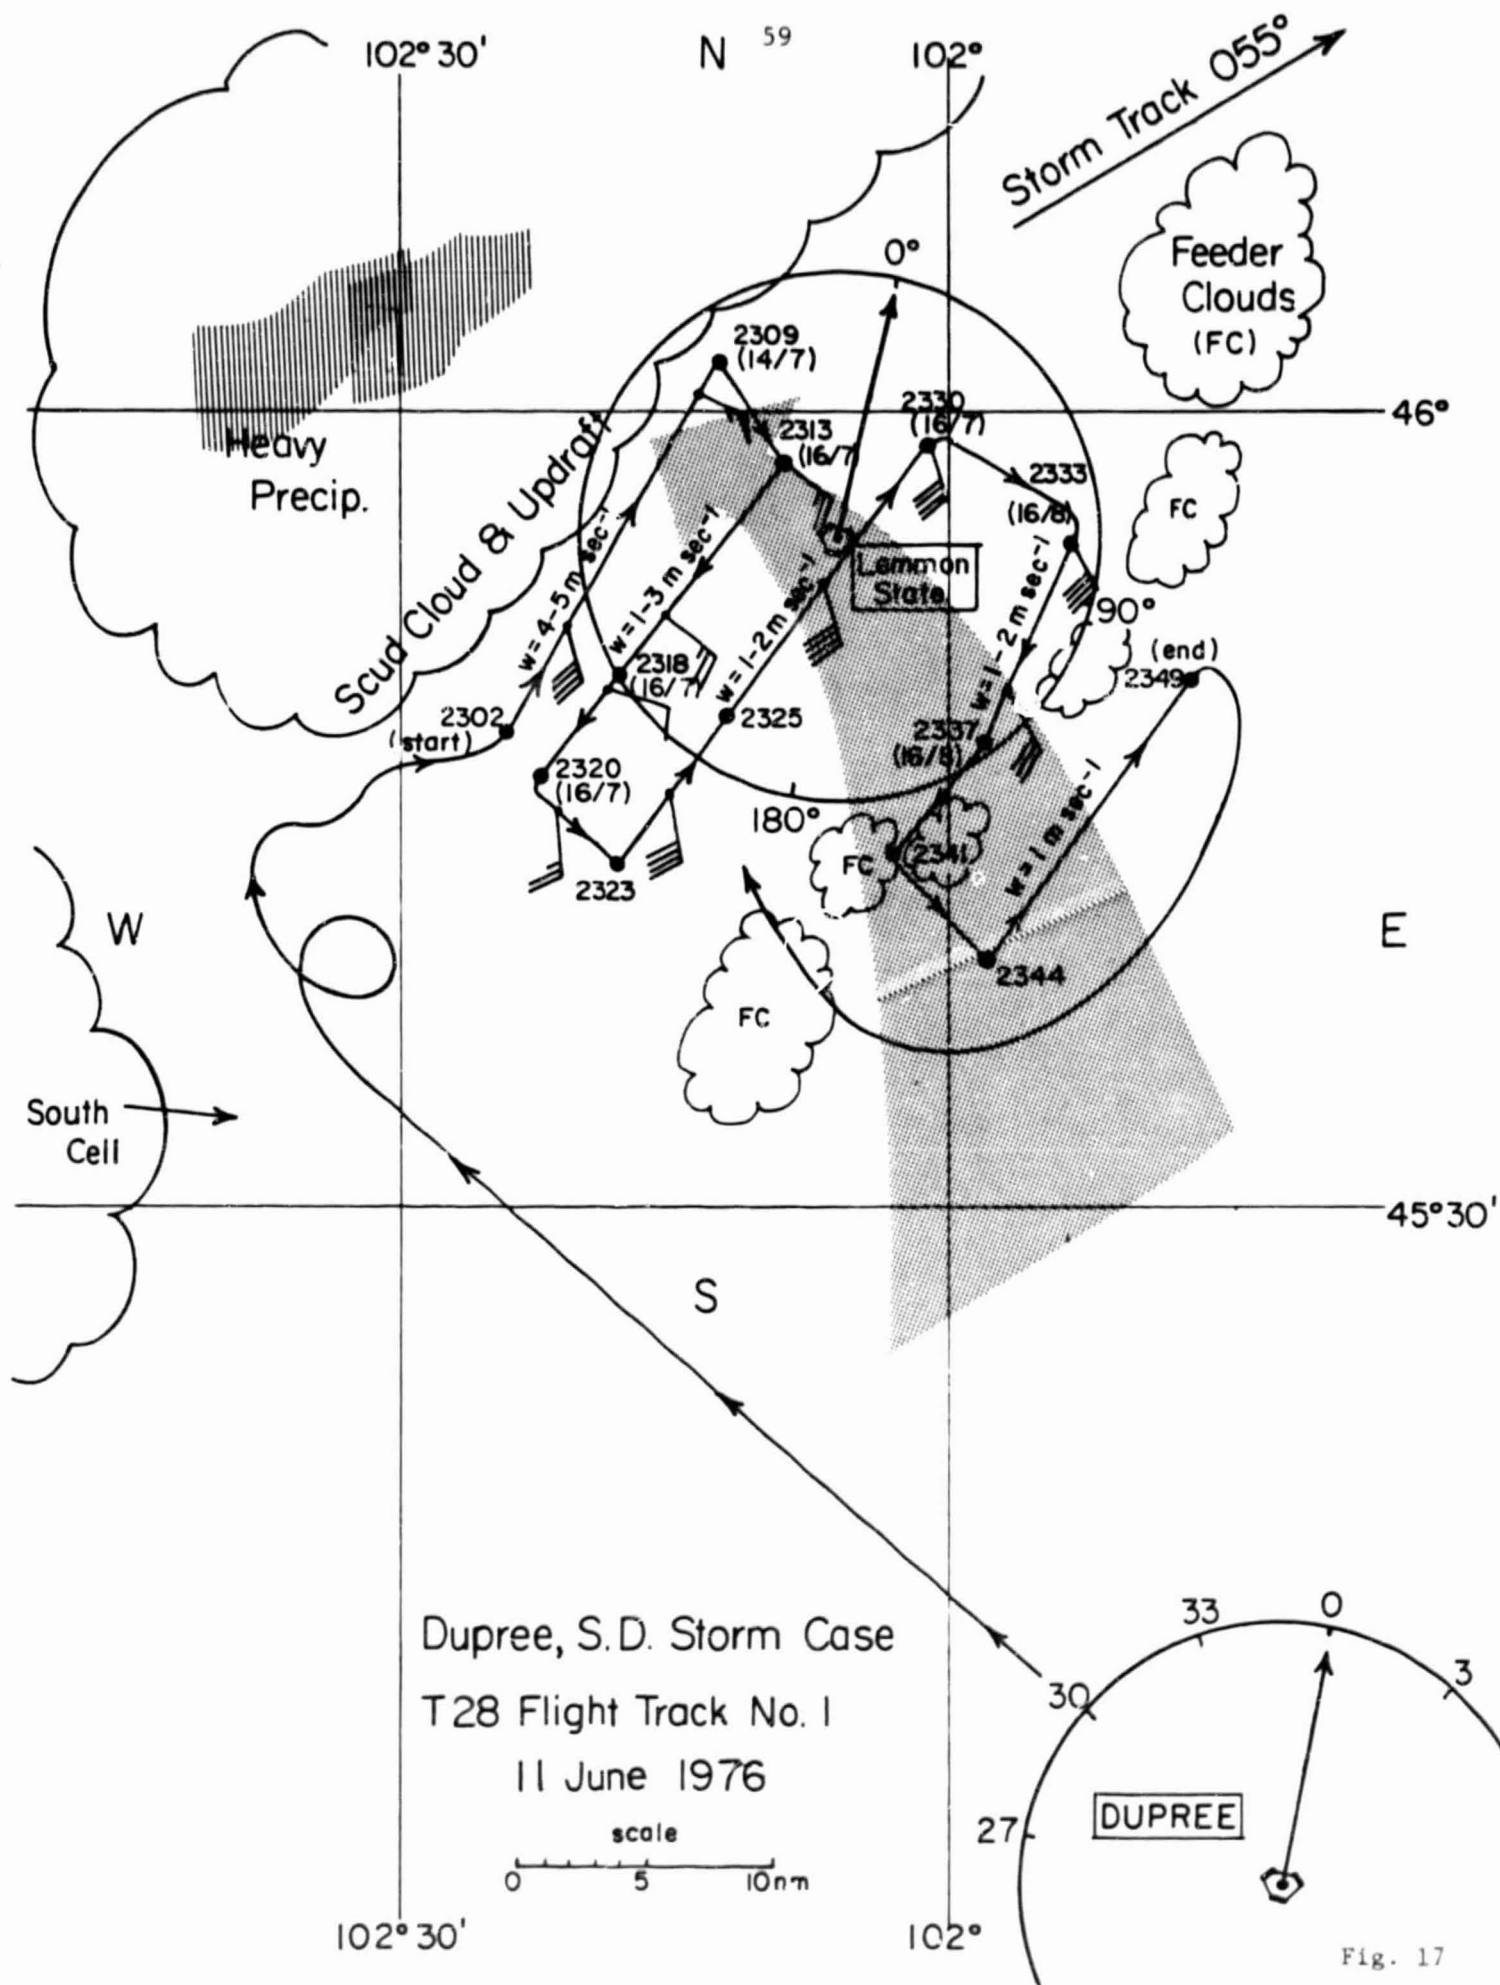 59
102° 30'
N
102°
Storm Track 055°
Feeder
Clouds
(FC)
0°
2309
(14/7)
46°
2330
(16/7)
2313
(16/7)
2333
(16/8)
Heavy
Precip.
FC
Scud Cloud & Updraft
w = 4-5 m sec⁻¹
w = 1-3 m sec⁻¹
w = 1-2 m sec⁻¹
w = 1-2 m sec⁻¹
Lemmon
State
90°
(end)
2349
2318
(16/7)
2302
(start)
2325
2337
(16/8)
2320
(16/7)
180°
FC
2341
w = 1 m sec⁻¹
2323
W
E
2344
FC
South
Cell
45°30'
S
Dupree, S.D. Storm Case
T28 Flight Track No. 1
11 June 1976
scale
0 5 10nm
33
0
3
30
27
DUPREE
102° 30'
102°
Fig. 17